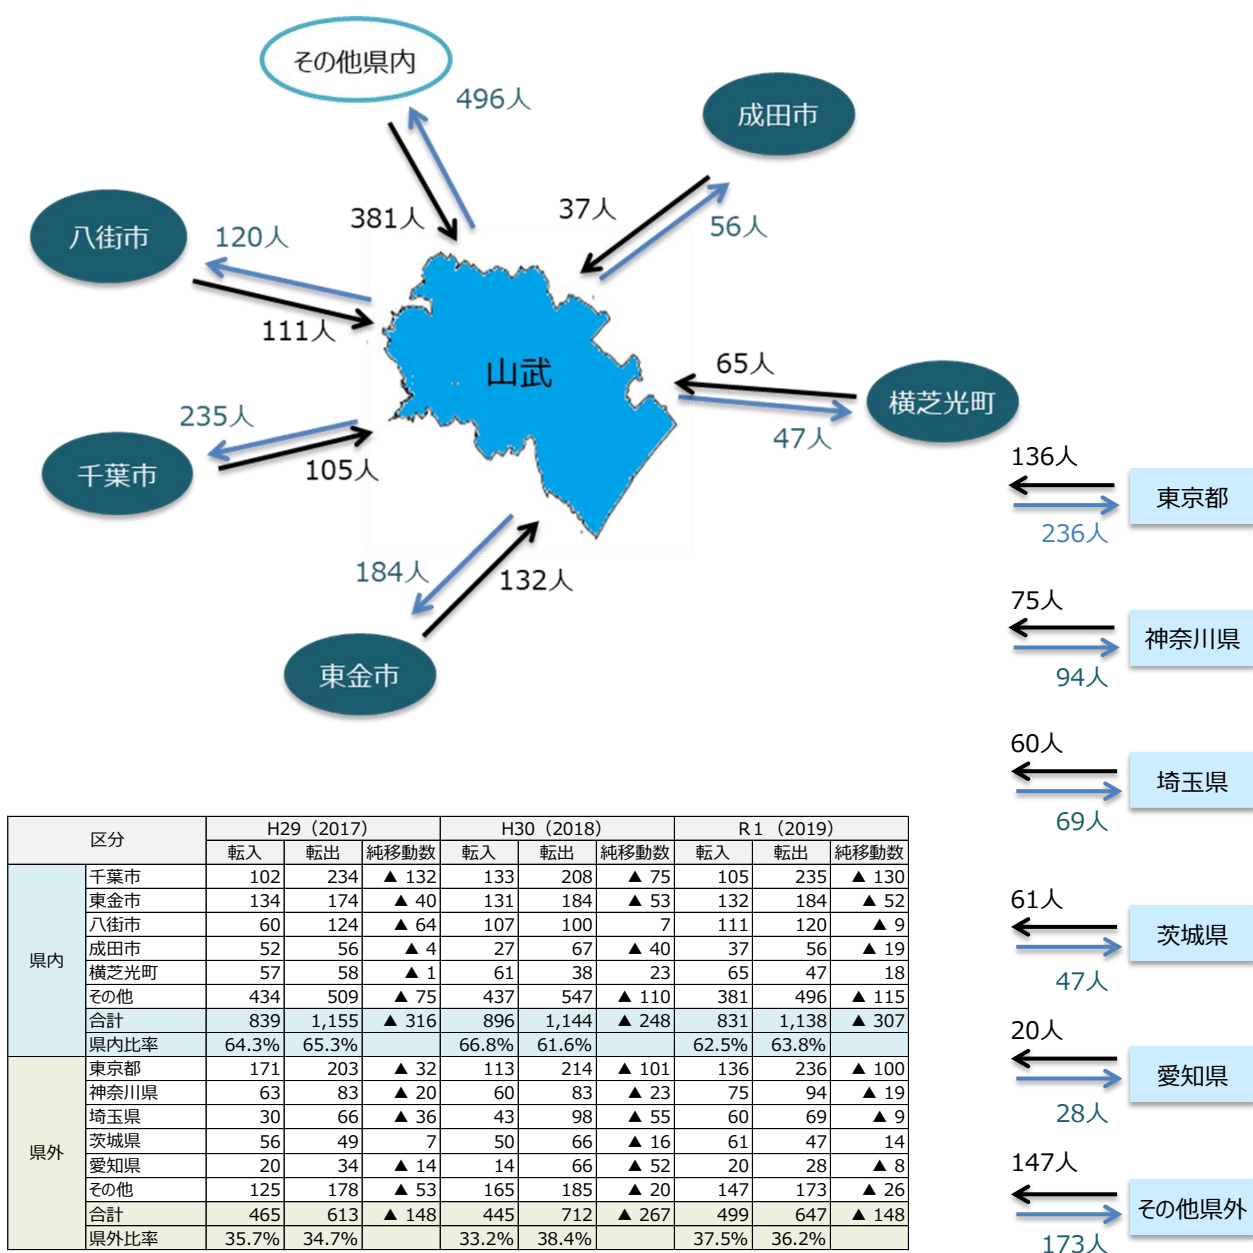 その他県内
496人
381人
成田市
37人
56人
八街市
120人
111人
山武
65人
横芝光町
47人
235人
千葉市
105人
184人
132人
東金市
136人
東京都
236人
75人
神奈川県
94人
60人
埼玉県
69人
61人
茨城県
47人
20人
愛知県
28人
147人
その他県外
173人
区分 H29（2017） H30（2018） R1（2019）
転入 転出 純移動数 転入 転出 純移動数 転入 転出 純移動数
県内
千葉市 102 234 ▲ 132 133 208 ▲ 75 105 235 ▲ 130
東金市 134 174 ▲ 40 131 184 ▲ 53 132 184 ▲ 52
八街市 60 124 ▲ 64 107 100 7 111 120 ▲ 9
成田市 52 56 ▲ 4 27 67 ▲ 40 37 56 ▲ 19
横芝光町 57 58 ▲ 1 61 38 23 65 47 18
その他 434 509 ▲ 75 437 547 ▲ 110 381 496 ▲ 115
合計 839 1,155 ▲ 316 896 1,144 ▲ 248 831 1,138 ▲ 307
県内比率 64.3% 65.3% 66.8% 61.6% 62.5% 63.8%
県外
東京都 171 203 ▲ 32 113 214 ▲ 101 136 236 ▲ 100
神奈川県 63 83 ▲ 20 60 83 ▲ 23 75 94 ▲ 19
埼玉県 30 66 ▲ 36 43 98 ▲ 55 60 69 ▲ 9
茨城県 56 49 7 50 66 ▲ 16 61 47 14
愛知県 20 34 ▲ 14 14 66 ▲ 52 20 28 ▲ 8
その他 125 178 ▲ 53 165 185 ▲ 20 147 173 ▲ 26
合計 465 613 ▲ 148 445 712 ▲ 267 499 647 ▲ 148
県外比率 35.7% 34.7% 33.2% 38.4% 37.5% 36.2%